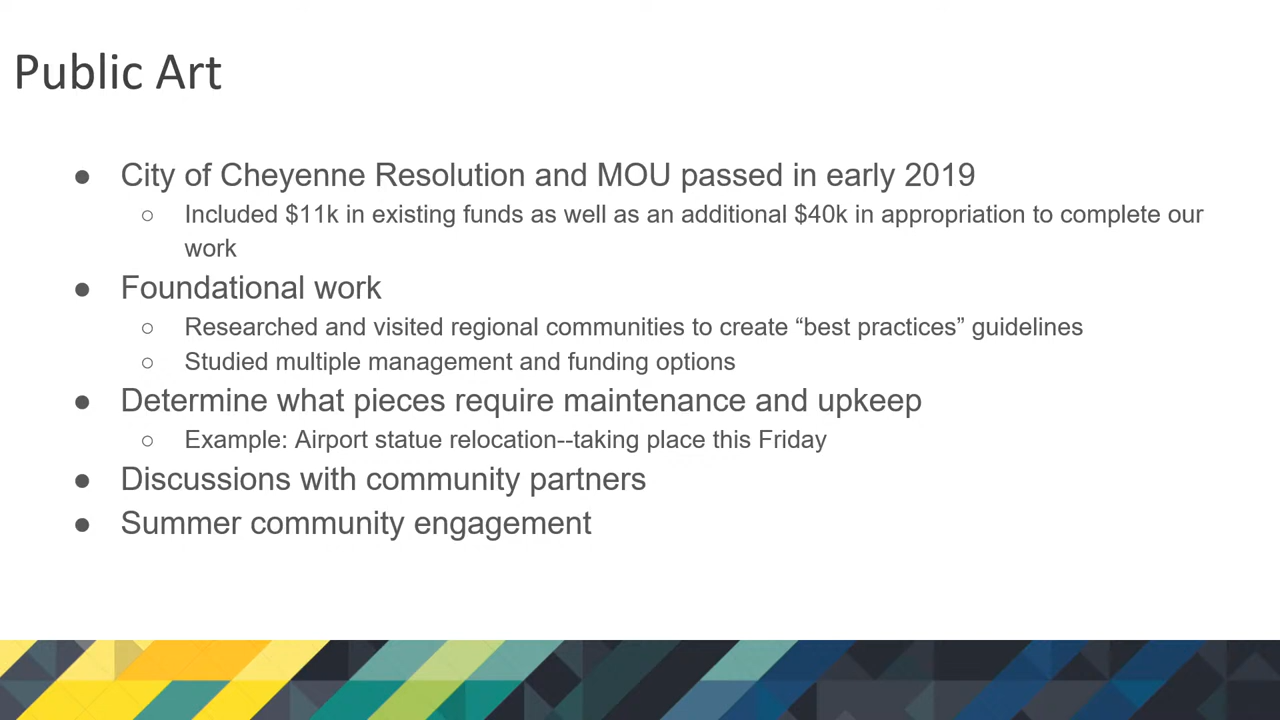 Public Art
● City of Cheyenne Resolution and MOU passed in early 2019
○ Included $11k in existing funds as well as an additional $40k in appropriation to complete our
work
● Foundational work
○ Researched and visited regional communities to create “best practices” guidelines
○ Studied multiple management and funding options
● Determine what pieces require maintenance and upkeep
○ Example: Airport statue relocation--taking place this Friday
● Discussions with community partners
● Summer community engagement